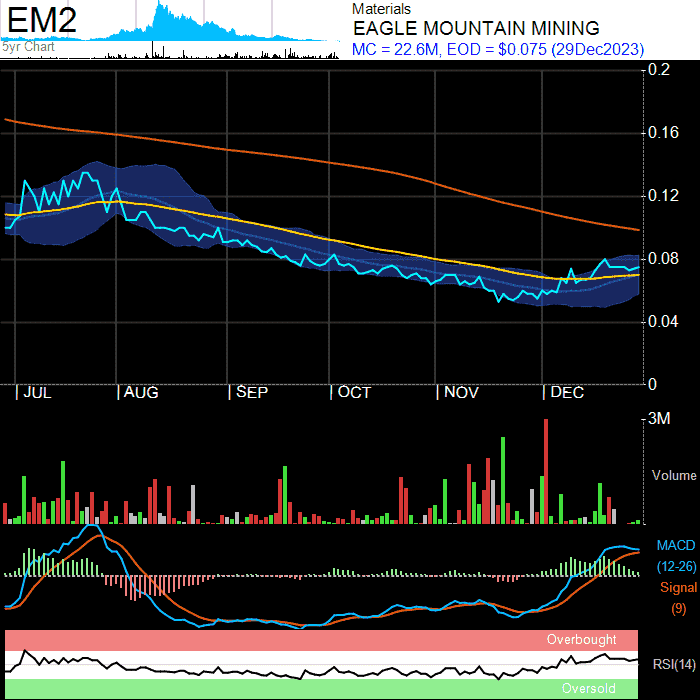 EM2
5yr Chart
Materials
EAGLE MOUNTAIN MINING
MC = 22.6M, EOD = $0.075 (29Dec2023)
0.2
0.16
0.12
0.08
0.04
0
JUL AUG SEP OCT NOV DEC
3M
Volume
MACD
(12-26)
Signal
(9)
Overbought
RSI(14)
Oversold